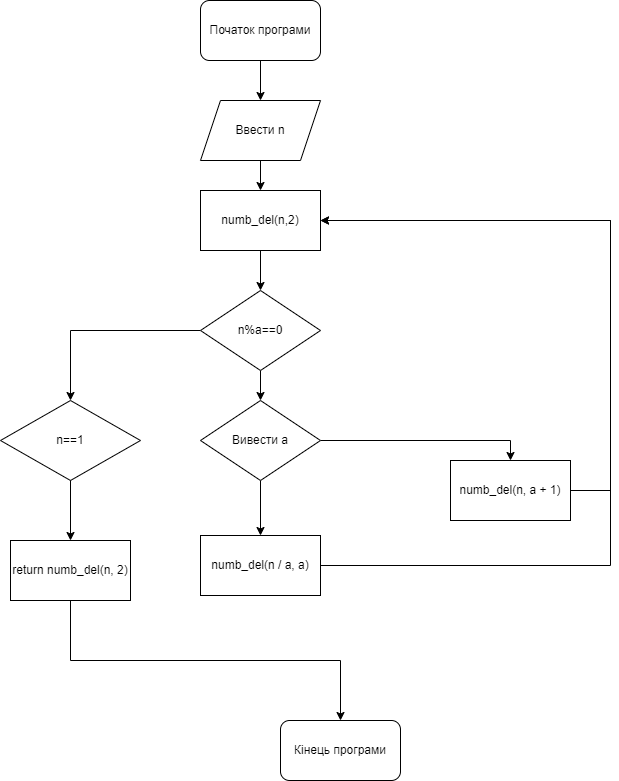 Початок програми
Ввести n
numb_del(n,2)
n%a==0
n==1
Вивести a
numb_del(n, a + 1)
numb_del(n / a, a)
return numb_del(n, 2)
Кінець програми